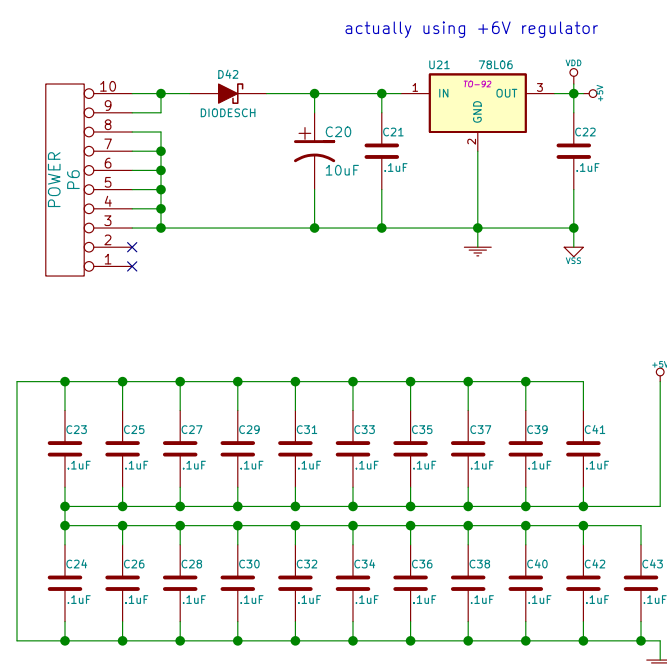 actually using +6V regulator
D42
DIODESCH
U21 78L06
TO-92
1 IN OUT 3
GND
2
VDD
+5V
C20
10uF
C21
.1uF
C22
.1uF
VSS
POWER
P6
10
9
8
7
6
5
4
3
2
1
+5V
C23 C25 C27 C29 C31 C33 C35 C37 C39 C41
.1uF .1uF .1uF .1uF .1uF .1uF .1uF .1uF .1uF .1uF
C24 C26 C28 C30 C32 C34 C36 C38 C40 C42 C43
.1uF .1uF .1uF .1uF .1uF .1uF .1uF .1uF .1uF .1uF .1uF